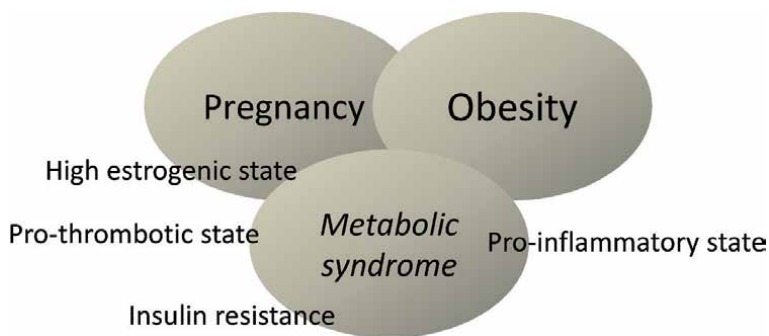 Pregnancy
Obesity
High estrogenic state
Pro-thrombotic state
Metabolic
syndrome
Pro-inflammatory state
Insulin resistance